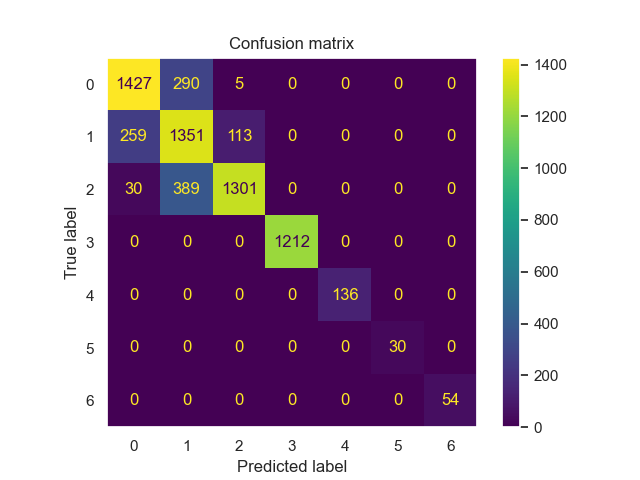 Confusion matrix
0 1427 290 5 0 0 0 0
1 259 1351 113 0 0 0 0
2 30 389 1301 0 0 0 0
3 0 0 0 1212 0 0 0
4 0 0 0 0 136 0 0
5 0 0 0 0 0 30 0
6 0 0 0 0 0 0 54
0 1 2 3 4 5 6
Predicted label
True label
1400
1200
1000
800
600
400
200
0